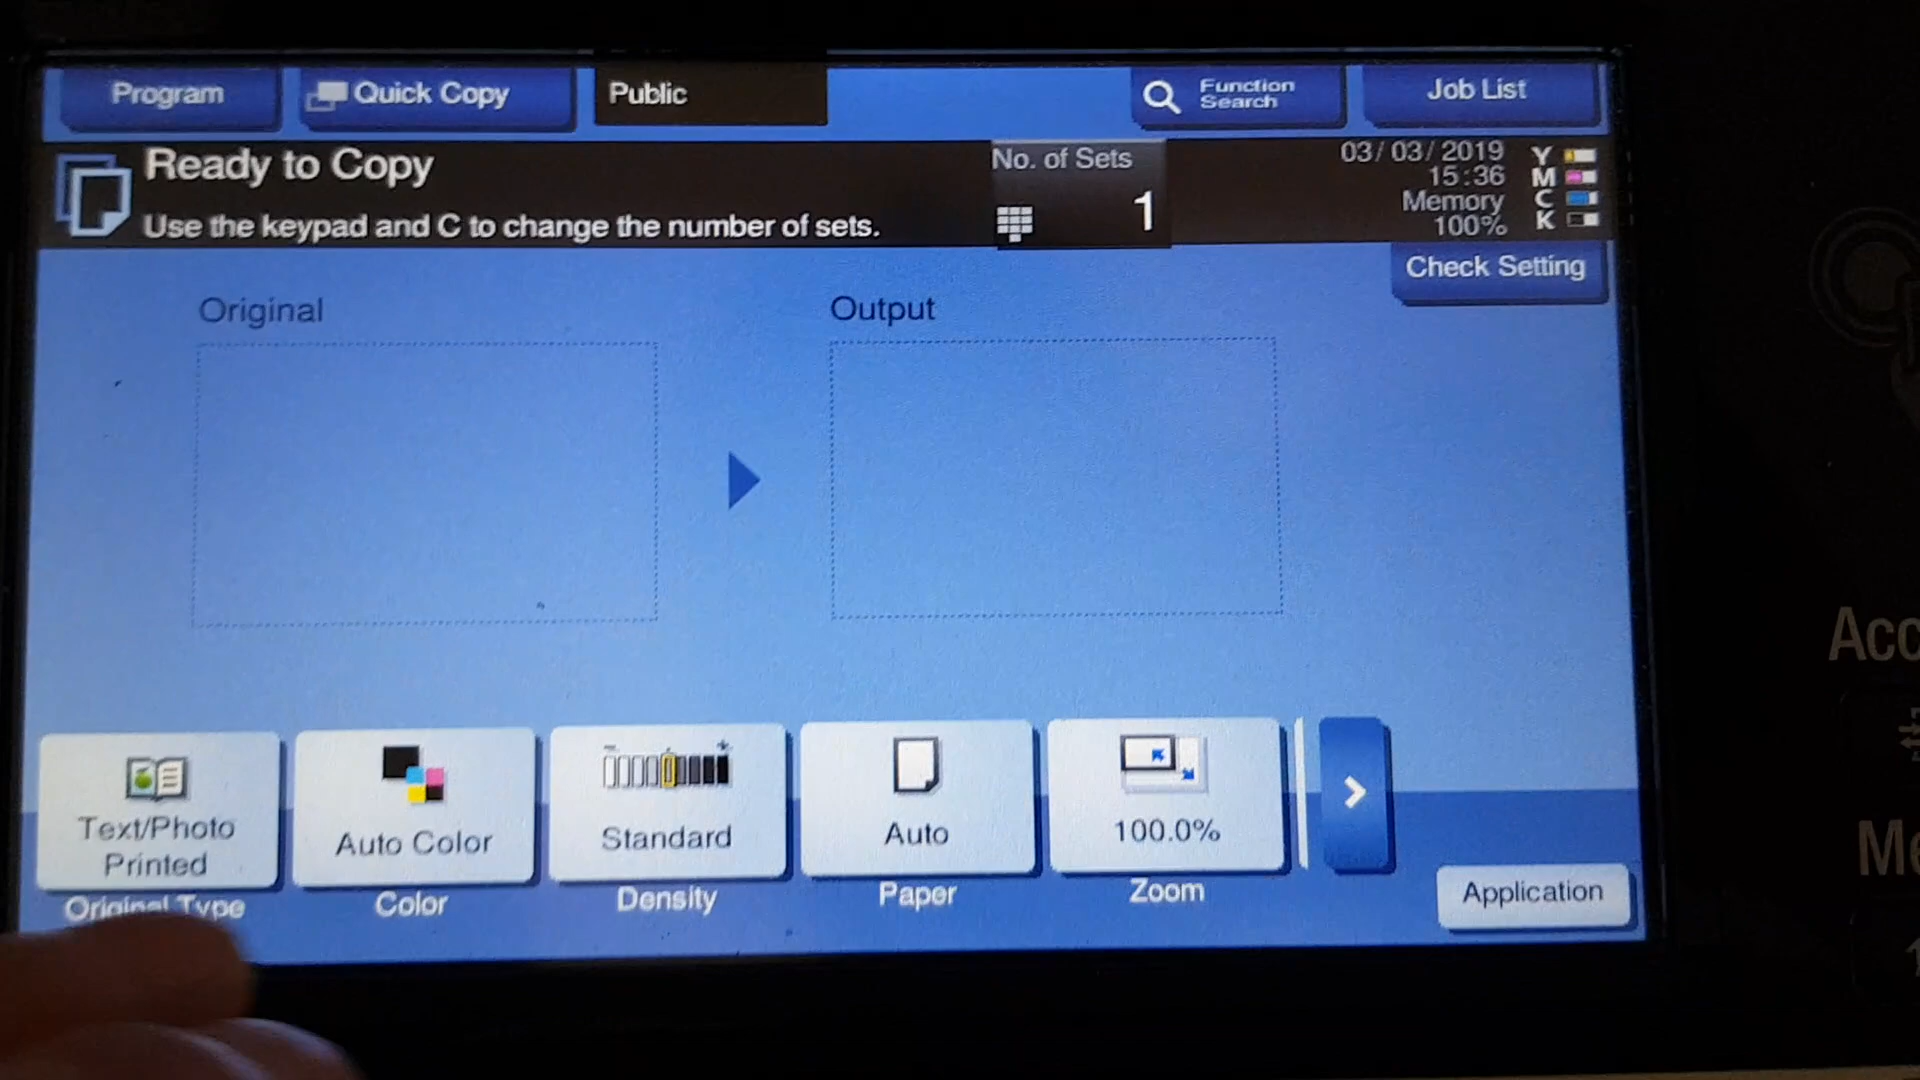 Program
Quick Copy
Public
Function
Search
Job List
Ready to Copy
Use the keypad and C to change the number of sets.
No. of Sets
1
03/03/2019
15:36
Memory
100%
Y
M
C
K
Check Setting
Original
Output
Text/Photo
Printed
Original Type
Auto Color
Color
Standard
Density
Auto
Paper
100.0%
Zoom
Application